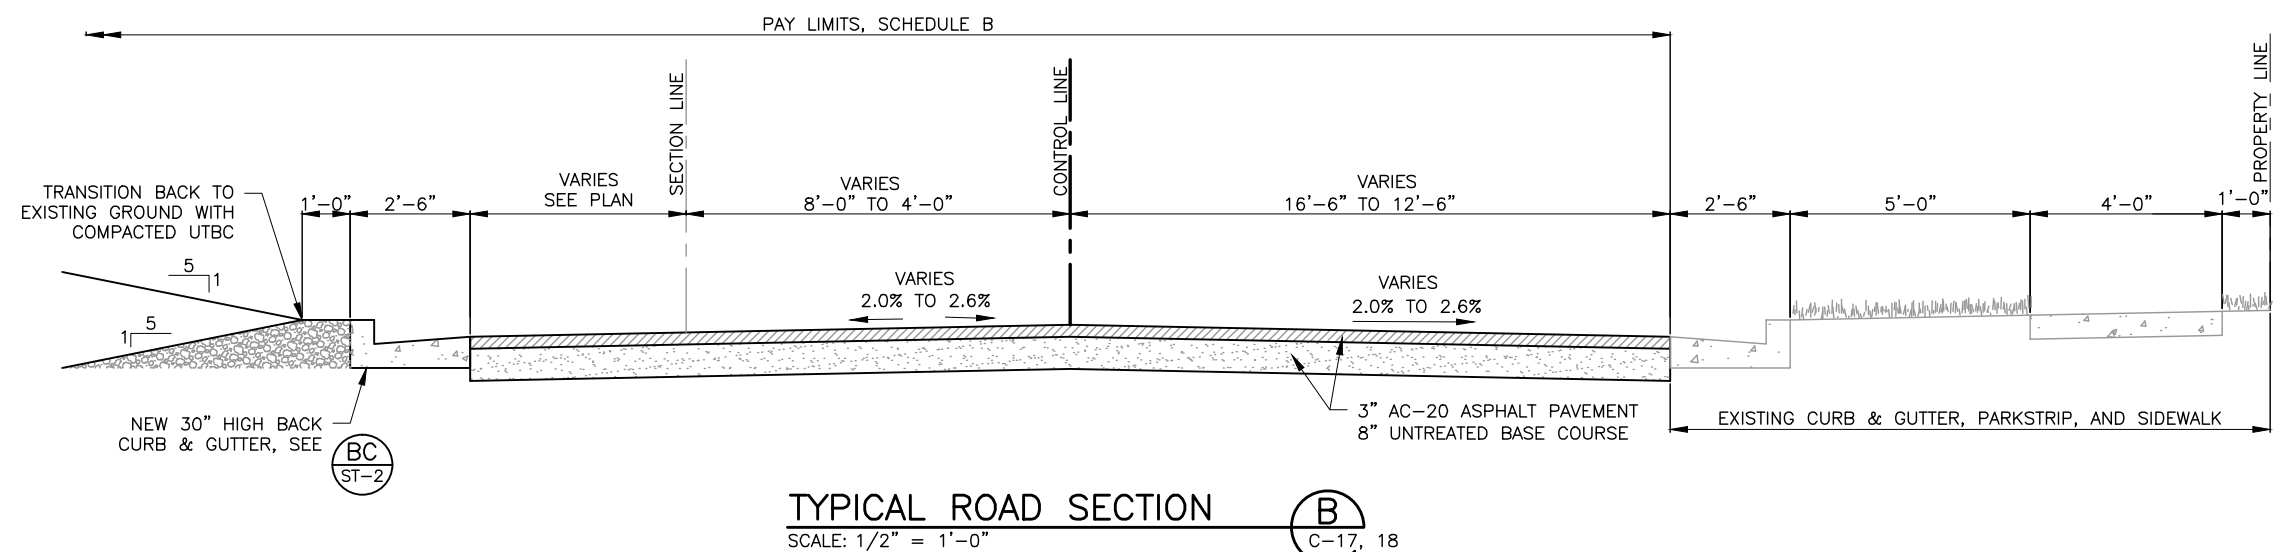 PAY LIMITS, SCHEDULE B
SECTION LINE
CONTROL LINE
PROPERTY LINE
TRANSITION BACK TO
EXISTING GROUND WITH
COMPACTED UTBC
1'-0"
2'-6"
VARIES
SEE PLAN
VARIES
8'-0" TO 4'-0"
VARIES
16'-6" TO 12'-6"
2'-6"
5'-0"
4'-0"
1'-0"
5
1
1
5
VARIES
2.0% TO 2.6%
VARIES
2.0% TO 2.6%
NEW 30" HIGH BACK
CURB & GUTTER, SEE
BC
ST-2
3" AC-20 ASPHALT PAVEMENT
8" UNTREATED BASE COURSE
EXISTING CURB & GUTTER, PARKSTRIP, AND SIDEWALK
TYPICAL ROAD SECTION
B
SCALE: 1/2" = 1'-0"
C-17, 18